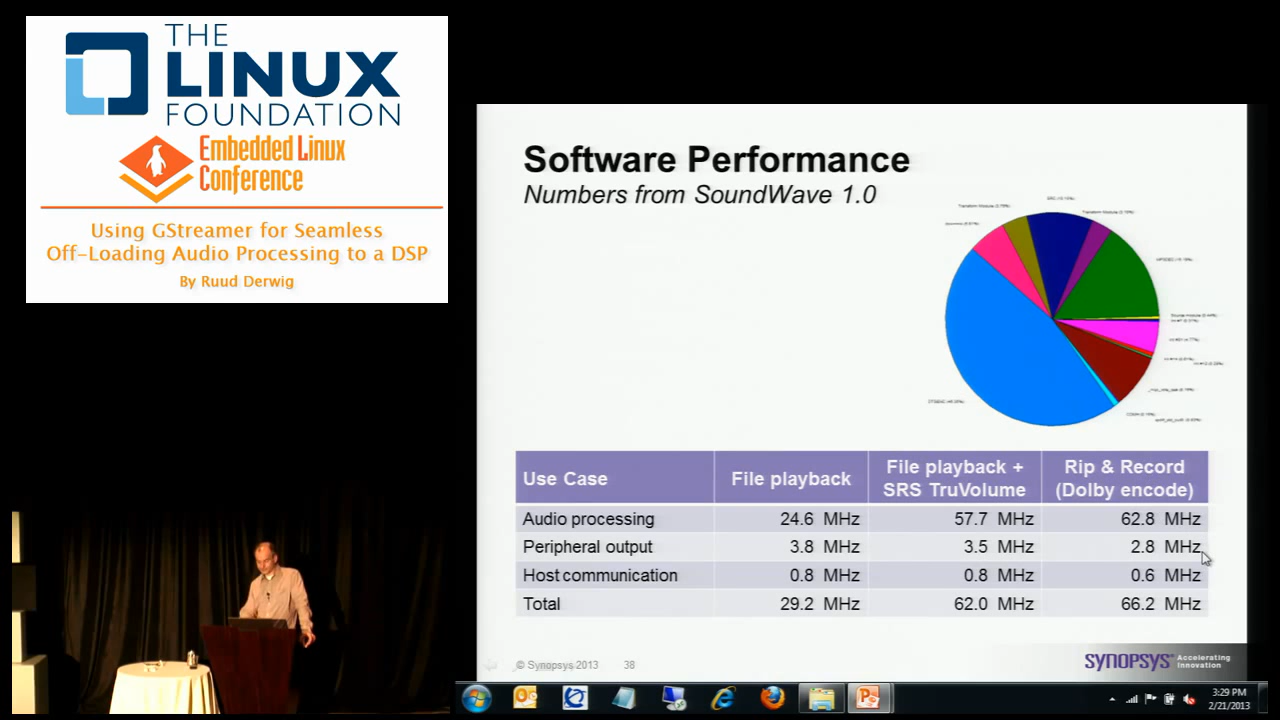 THE
LINUX
FOUNDATION
Embedded Linux
Conference
Using GStreamer for Seamless
Off-Loading Audio Processing to a DSP
By Ruud Derwig
Software Performance
Numbers from SoundWave 1.0
Use Case File playback File playback + SRS TruVolume Rip & Record (Dolby encode)
Audio processing 24.6 MHz 57.7 MHz 62.8 MHz
Peripheral output 3.8 MHz 3.5 MHz 2.8 MHz
Host communication 0.8 MHz 0.8 MHz 0.6 MHz
Total 29.2 MHz 62.0 MHz 66.2 MHz
© Synopsys 2013 38
SYNOPSYS Accelerating
Innovation
3:29 PM
2/21/2013